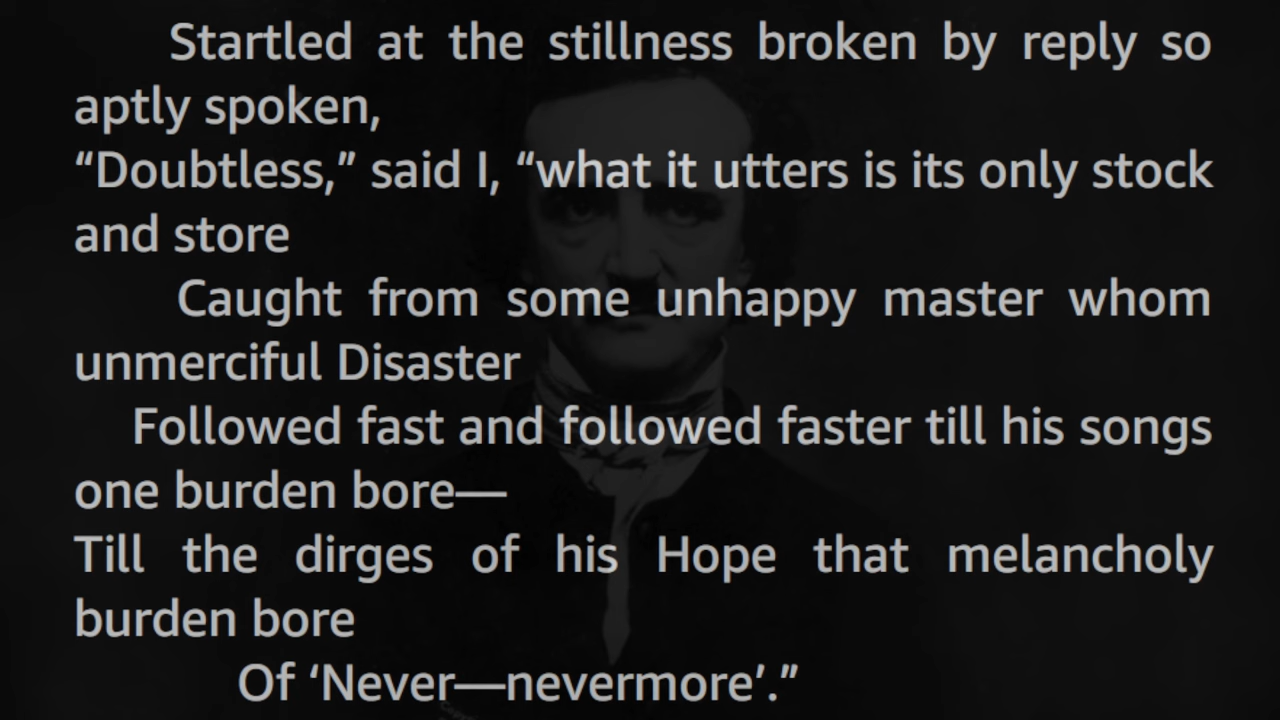 Startled at the stillness broken by reply so
aptly spoken,
“Doubtless,” said I, “what it utters is its only stock
and store
Caught from some unhappy master whom
unmerciful Disaster
Followed fast and followed faster till his songs
one burden bore—
Till the dirges of his Hope that melancholy
burden bore
Of ‘Never—nevermore’.”